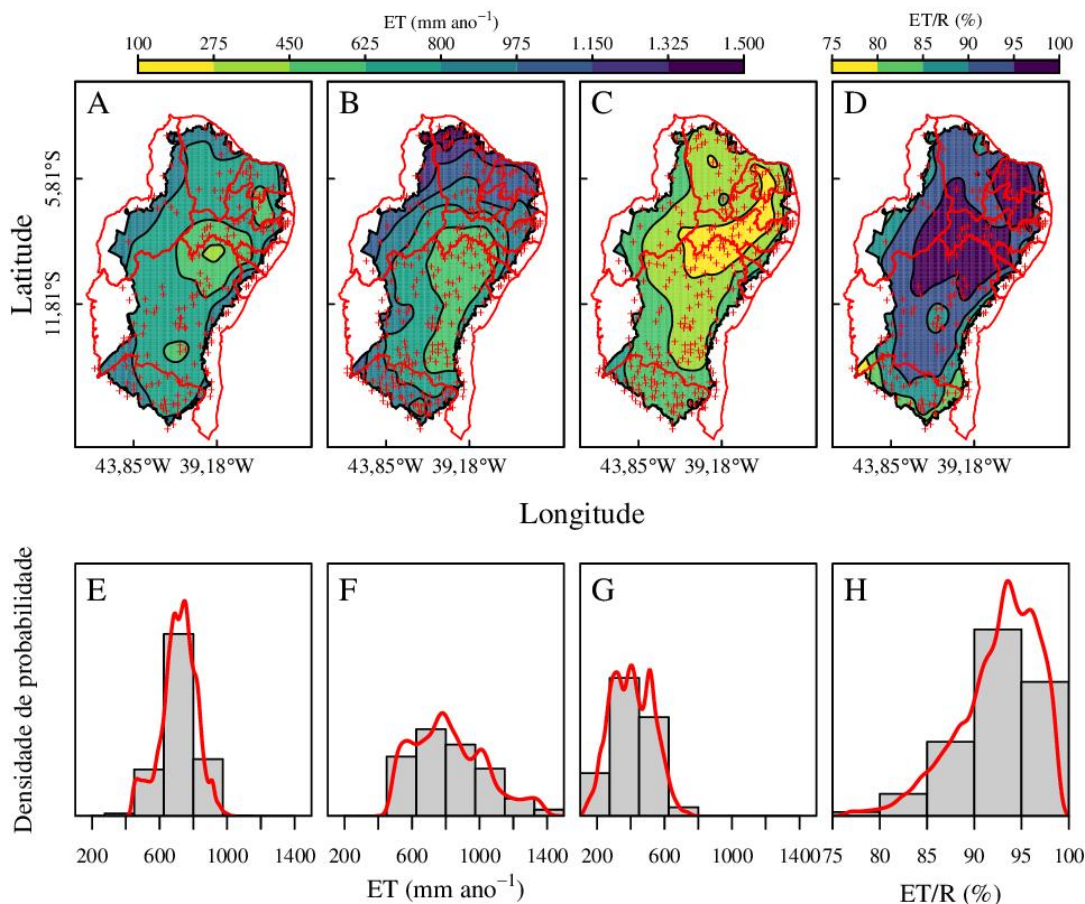 ET (mm ano⁻¹)
100 275 450 625 800 975 1.150 1.325 1.500
ET/R (%)
75 80 85 90 95 100
A
B
C
D
Latitude
5,81°S
11,81°S
43,85°W 39,18°W
43,85°W 39,18°W
43,85°W 39,18°W
43,85°W 39,18°W
Longitude
Densidade de probabilidade
E
F
G
H
200 600 1000 1400
200 600 1000 1400
200 600 1000 1400
75 80 85 90 95 100
ET (mm ano⁻¹)
ET/R (%)